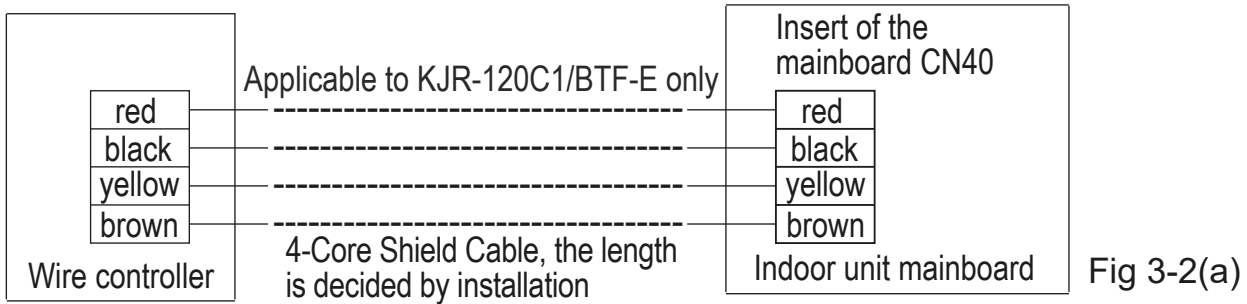 Insert of the
mainboard CN40
Applicable to KJR-120C1/BTF-E only
red
red
black
black
yellow
yellow
brown
brown
4-Core Shield Cable, the length
is decided by installation
Wire controller
Indoor unit mainboard
Fig 3-2(a)